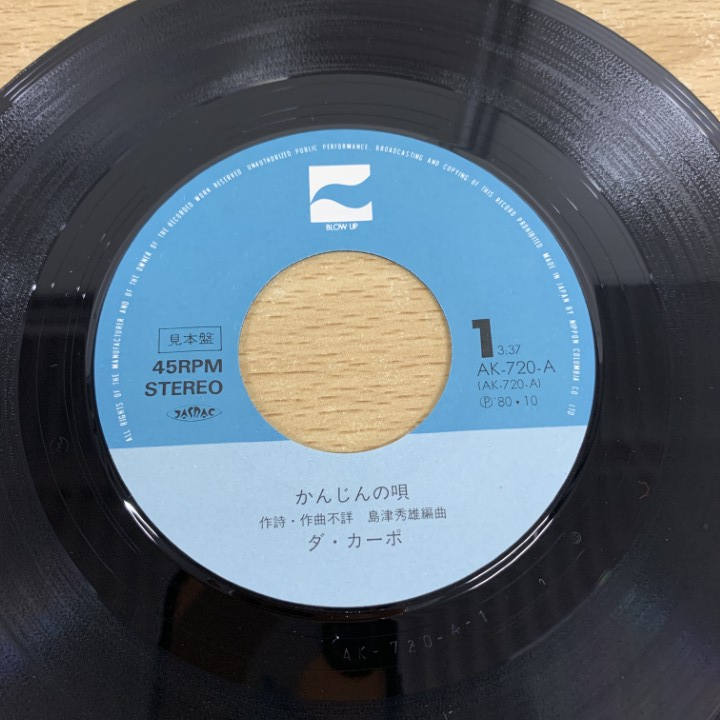 ALL RIGHTS OF THE MANUFACTURER AND OF THE OWNER OF THE RECORDED WORK RESERVED. UNAUTHORIZED PUBLIC PERFORMANCE, BROADCASTING AND COPYING OF THIS RECORD PROHIBITED. MADE IN JAPAN BY NIPPON COLUMBIA CO., LTD.
BLOW UP
見本盤
45RPM
STEREO
JASRAC
1 3:37
AK-720-A
(AK-720-A)
Ⓟ'80・10
かんじんの唄
作詩・作曲不詳 島津秀雄編曲
ダ・カーポ
AK-720-A-1